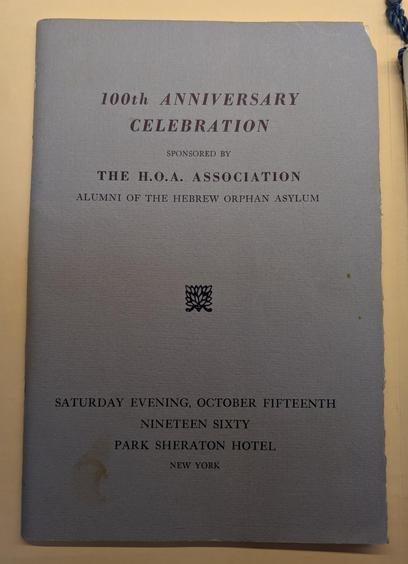 100th ANNIVERSARY
CELEBRATION
SPONSORED BY
THE H.O.A. ASSOCIATION
ALUMNI OF THE HEBREW ORPHAN ASYLUM
SATURDAY EVENING, OCTOBER FIFTEENTH
NINETEEN SIXTY
PARK SHERATON HOTEL
NEW YORK